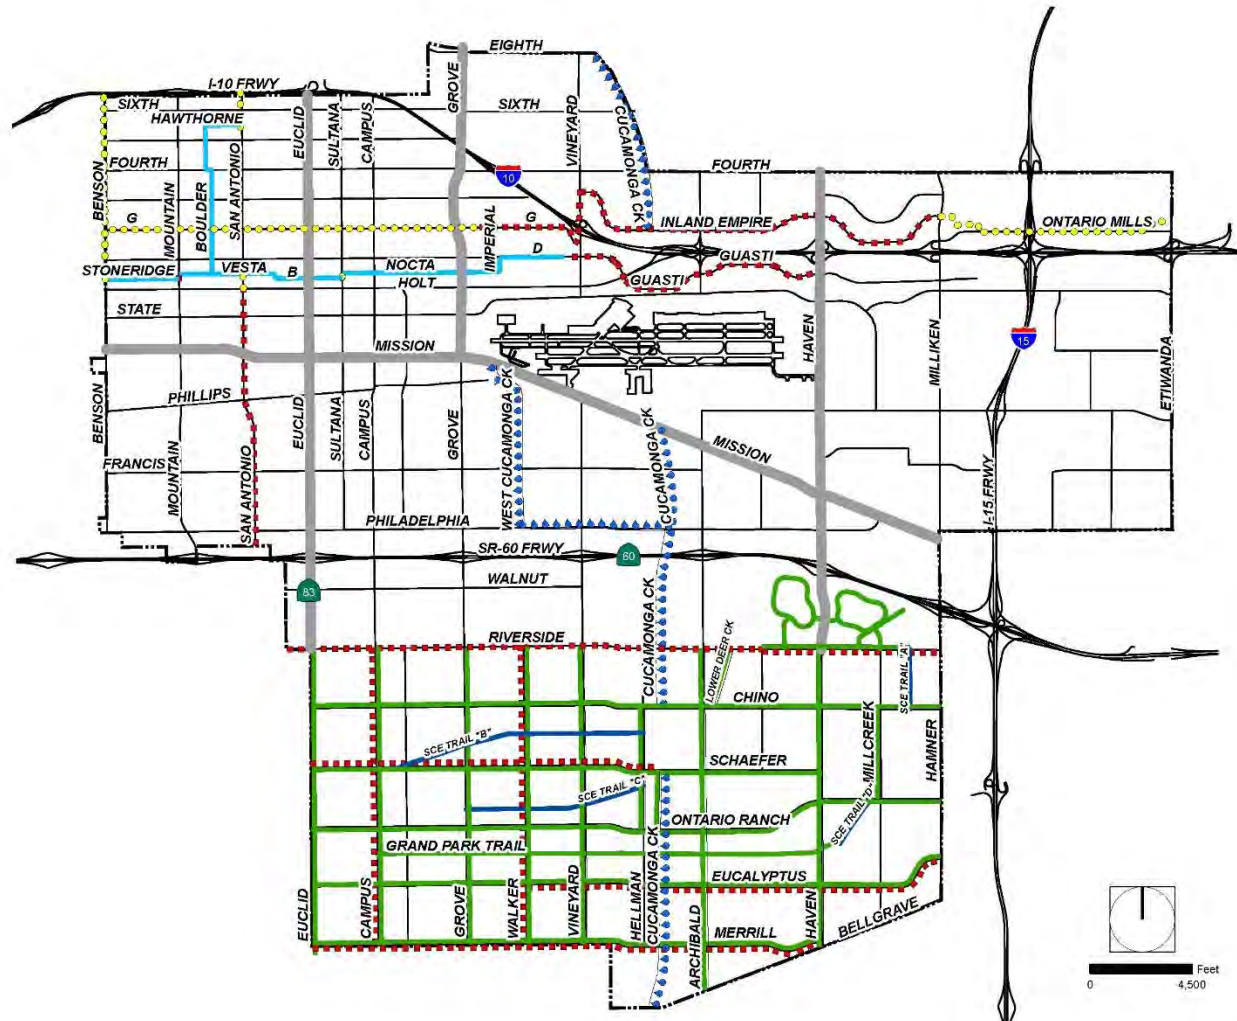 EIGHTH
I-10 FRWY
SIXTH
SIXTH
HAWTHORNE
EUCLID
SULTANA
CAMPUS
GROVE
VINEYARD
CUCAMONGA CK
FOURTH
FOURTH
10
BENSON
MOUNTAIN
BOULDER
SAN ANTONIO
G
G
IMPERIAL
INLAND EMPIRE
ONTARIO MILLS
D
GUASTI
STONERIDGE
VESTA
B
NOCTA
HOLT
GUASTI
STATE
MISSION
HAVEN
MILLIKEN
15
ETIWANDA
BENSON
PHILLIPS
EUCLID
SULTANA
CAMPUS
GROVE
WEST CUCAMONGA CK
CUCAMONGA CK
MISSION
FRANCIS
MOUNTAIN
SAN ANTONIO
PHILADELPHIA
I-15 FRWY
SR-60 FRWY
60
WALNUT
83
CUCAMONGA CK
RIVERSIDE
LOWER DEER CK
SCE TRAIL "A"
CHINO
SCE TRAIL "B"
SCHAEFER
MILLCREEK
HAMNER
SCE TRAIL "C"
SCE TRAIL "D"
ONTARIO RANCH
GRAND PARK TRAIL
EUCALYPTUS
EUCLID
CAMPUS
GROVE
WALKER
VINEYARD
HELLMAN
CUCAMONGA CK
ARCHIBALD
MERRILL
HAVEN
BELLGRAVE
Feet
0 4,500